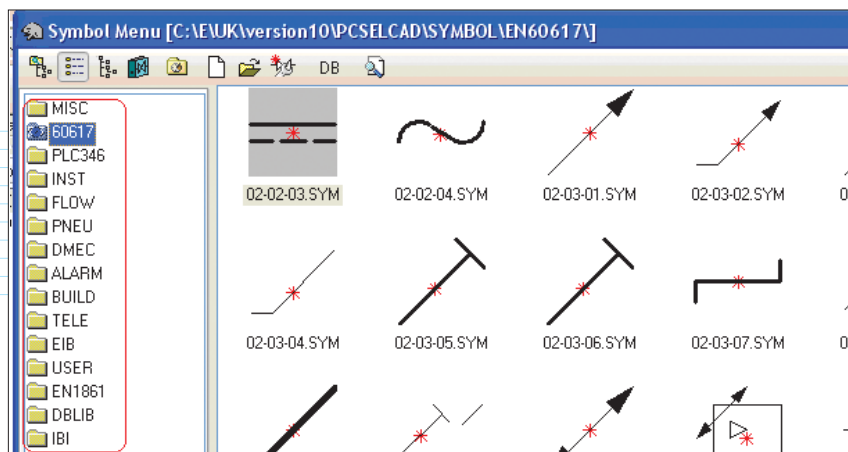 Symbol Menu [C:\E\UK\version10\PCSELCAD\SYMBOL\EN60617\]
DB
MISC
60617
PLC346
INST
FLOW
PNEU
DMEC
ALARM
BUILD
TELE
EIB
USER
EN1861
DBLIB
IBI
02-02-03.SYM 02-02-04.SYM 02-03-01.SYM 02-03-02.SYM 0
02-03-04.SYM 02-03-05.SYM 02-03-06.SYM 02-03-07.SYM 0